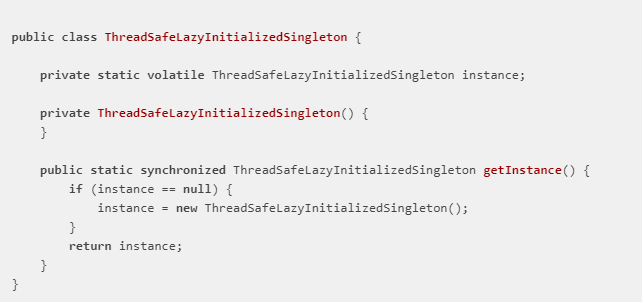 public class ThreadSafeLazyInitializedSingleton {
    private static volatile ThreadSafeLazyInitializedSingleton instance;
    private ThreadSafeLazyInitializedSingleton() {
    }
    public static synchronized ThreadSafeLazyInitializedSingleton getInstance() {
        if (instance == null) {
            instance = new ThreadSafeLazyInitializedSingleton();
        }
        return instance;
    }
}